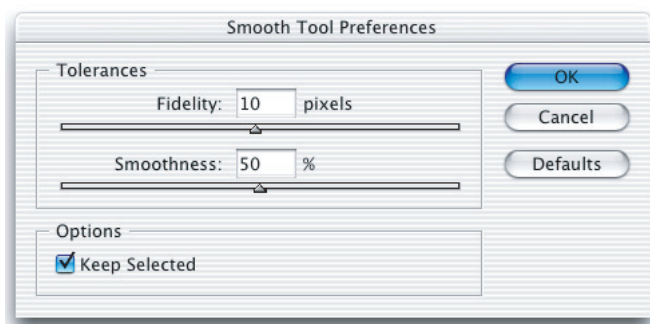 Smooth Tool Preferences
Tolerances
Fidelity: 10 pixels
Smoothness: 50 %
Options
Keep Selected
OK
Cancel
Defaults